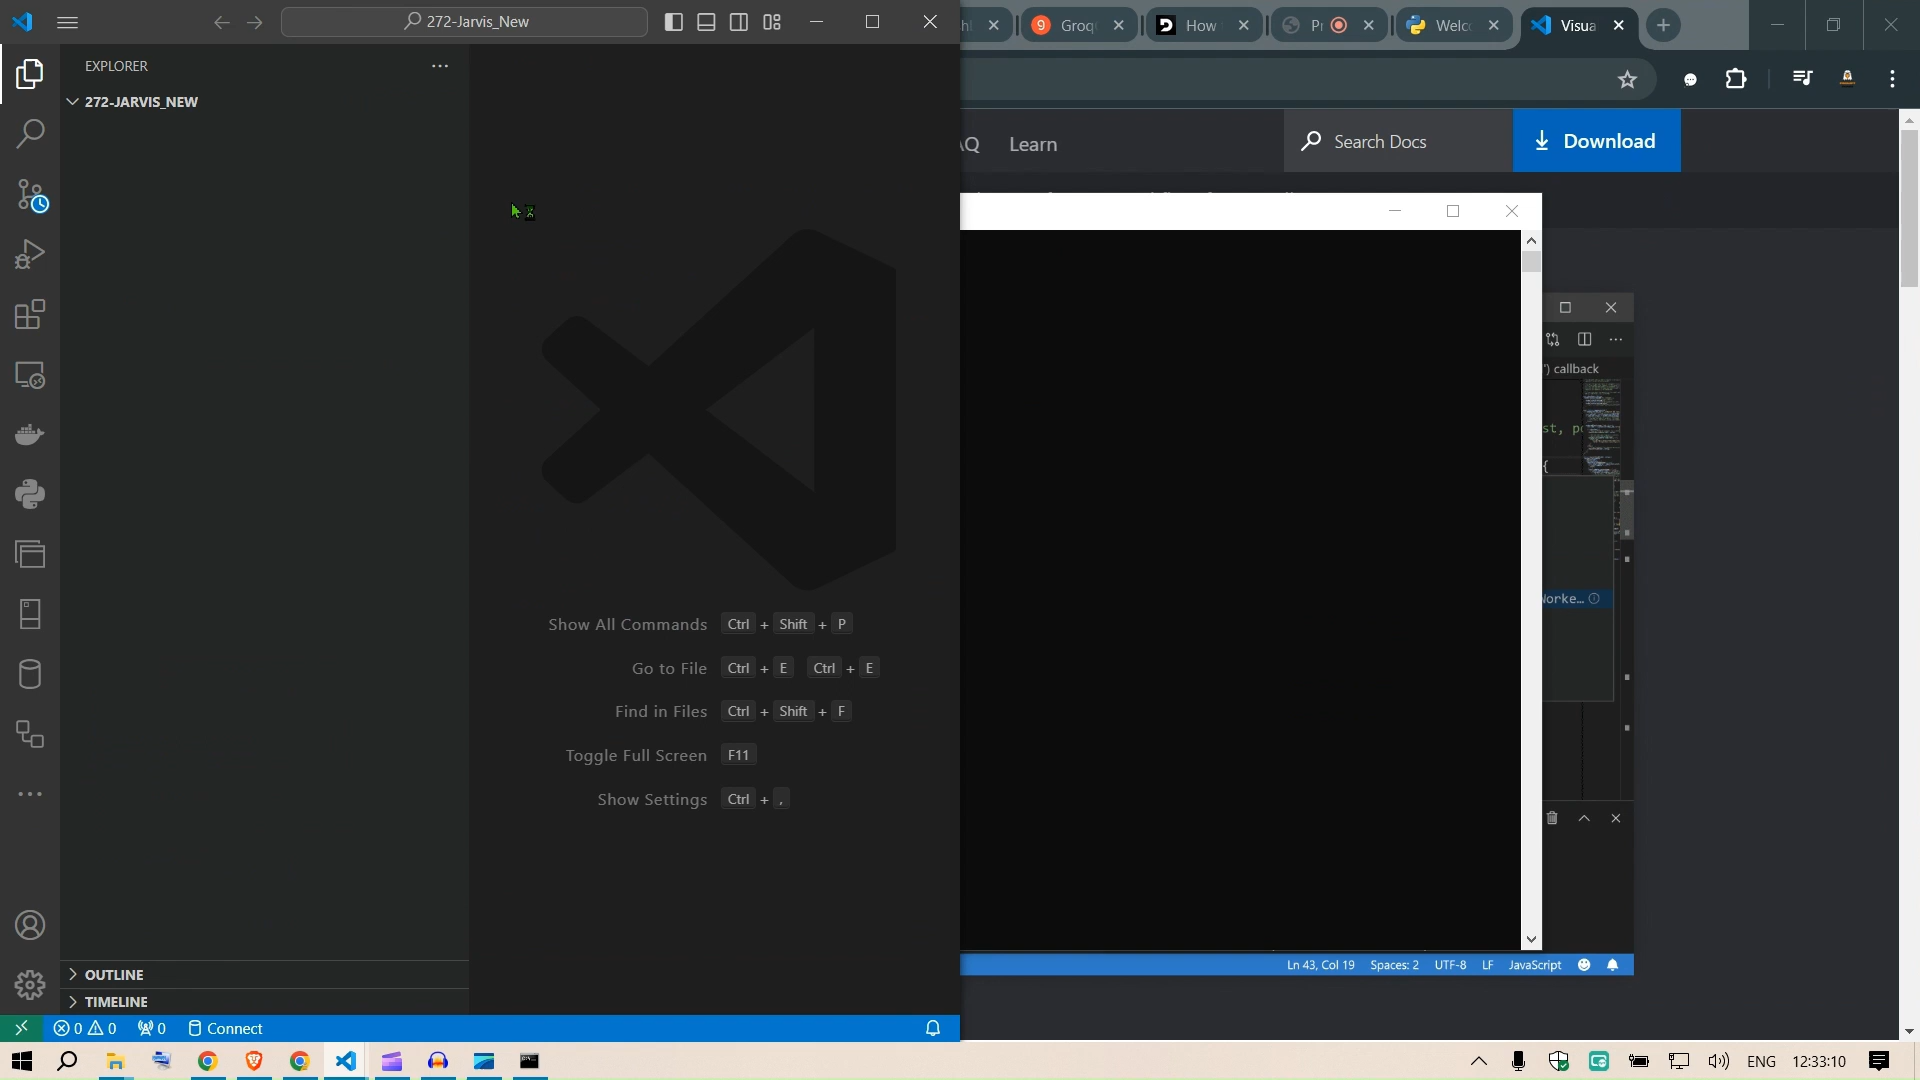 272-Jarvis_New
Groq
How
Pr
Welc
Visua
EXPLORER
272-JARVIS_NEW
AQ
Learn
Search Docs
Download
') callback
st, p
{
Worke...
Show All Commands Ctrl + Shift + P
Go to File Ctrl + E Ctrl + E
Find in Files Ctrl + Shift + F
Toggle Full Screen F11
Show Settings Ctrl + ,
OUTLINE
TIMELINE
Ln 43, Col 19 Spaces: 2 UTF-8 LF JavaScript
0 0 0 Connect
ENG 12:33:10